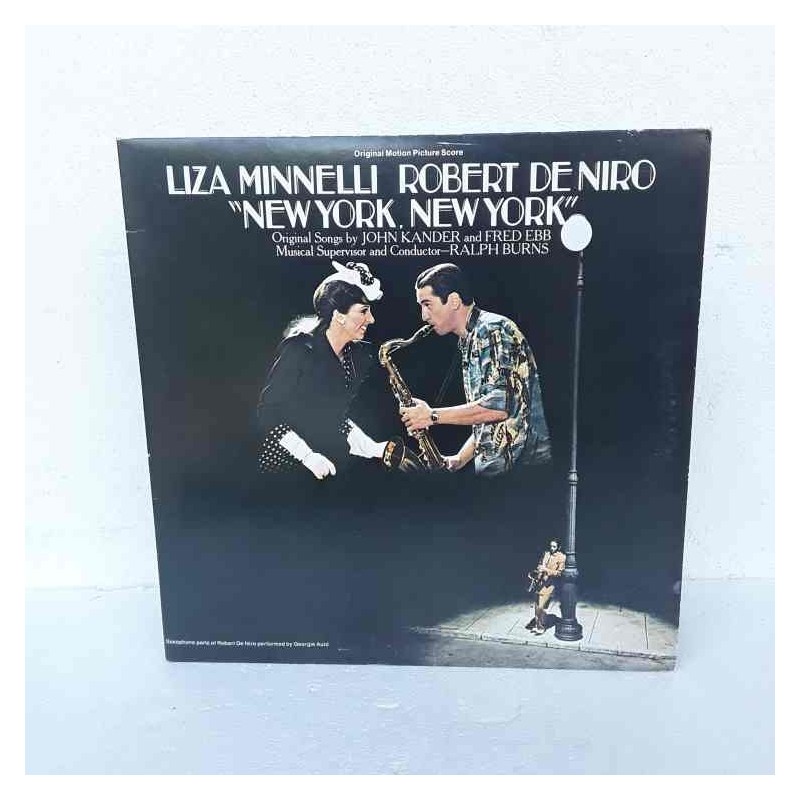 Original Motion Picture Score
LIZA MINNELLI ROBERT DE NIRO
"NEW YORK, NEW YORK"
Original Songs by JOHN KANDER and FRED EBB
Musical Supervisor and Conductor—RALPH BURNS
Saxophone parts of Robert De Niro performed by Georgie Auld